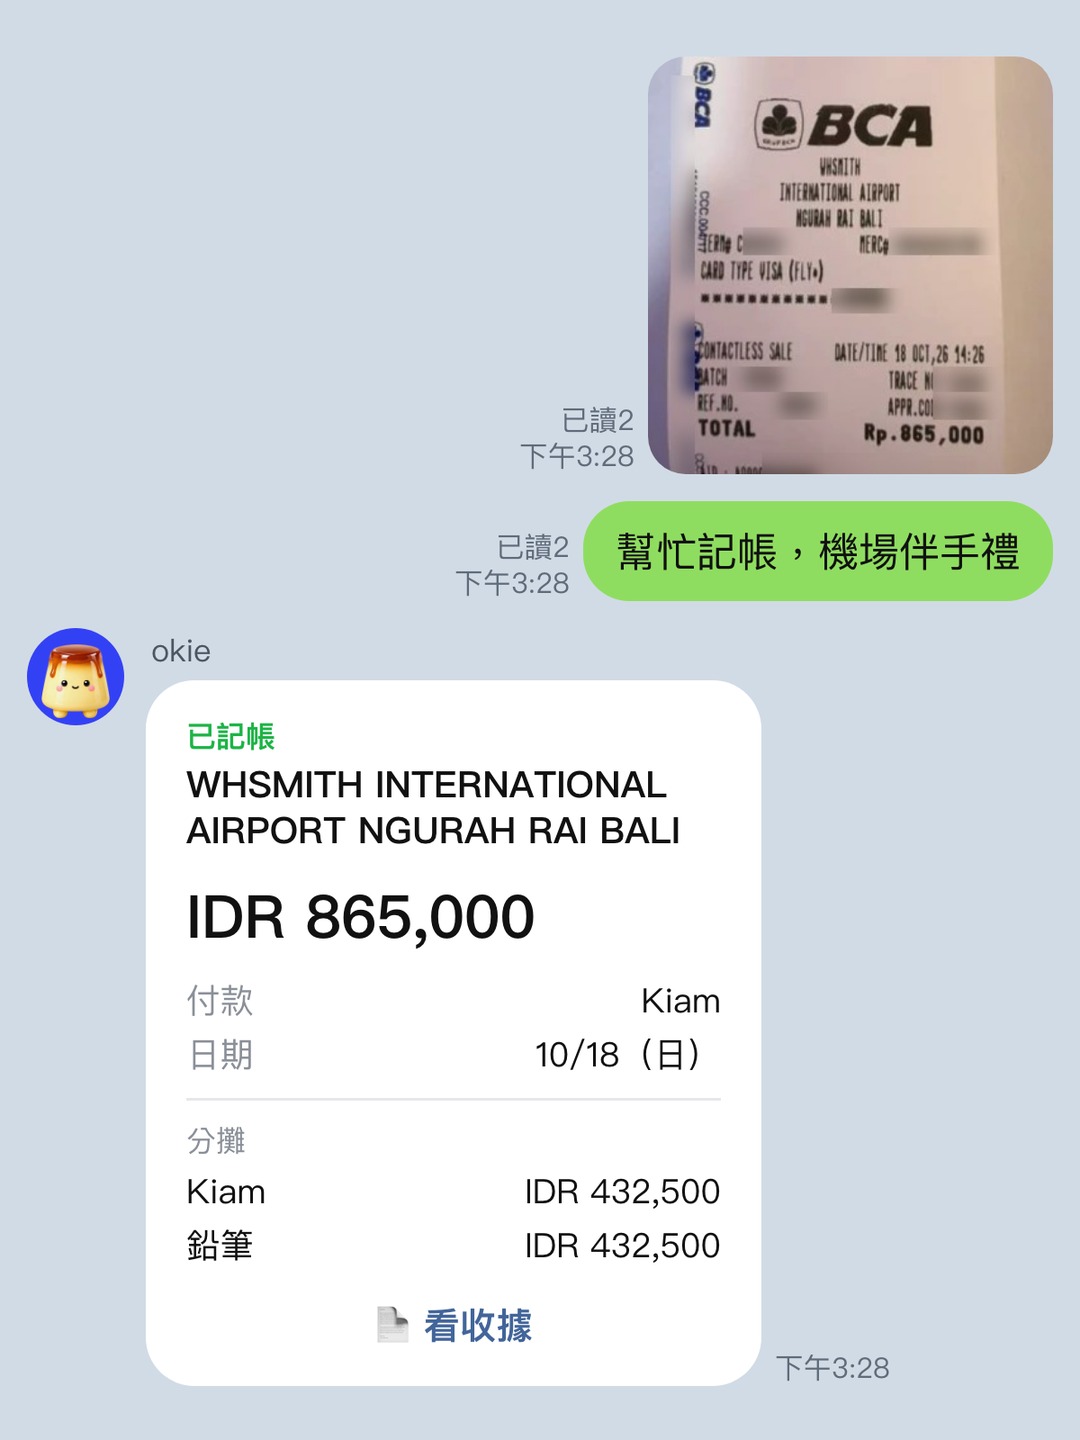 BCA
BCA
WHSMITH
INTERNATIONAL AIRPORT
NGURAH RAI BALI
TERM# C
MERC#
CARD TYPE VISA (FLY*)
CONTACTLESS SALE
DATE/TIME 18 OCT,26 14:26
BATCH
TRACE
REF.NO.
APPR.
TOTAL
Rp.865,000
已讀2
下午3:28
幫忙記帳，機場伴手禮
已讀2
下午3:28
okie
已記帳
WHSMITH INTERNATIONAL
AIRPORT NGURAH RAI BALI
IDR 865,000
付款 Kiam
日期 10/18（日）
分攤
Kiam IDR 432,500
鉛筆 IDR 432,500
看收據
下午3:28